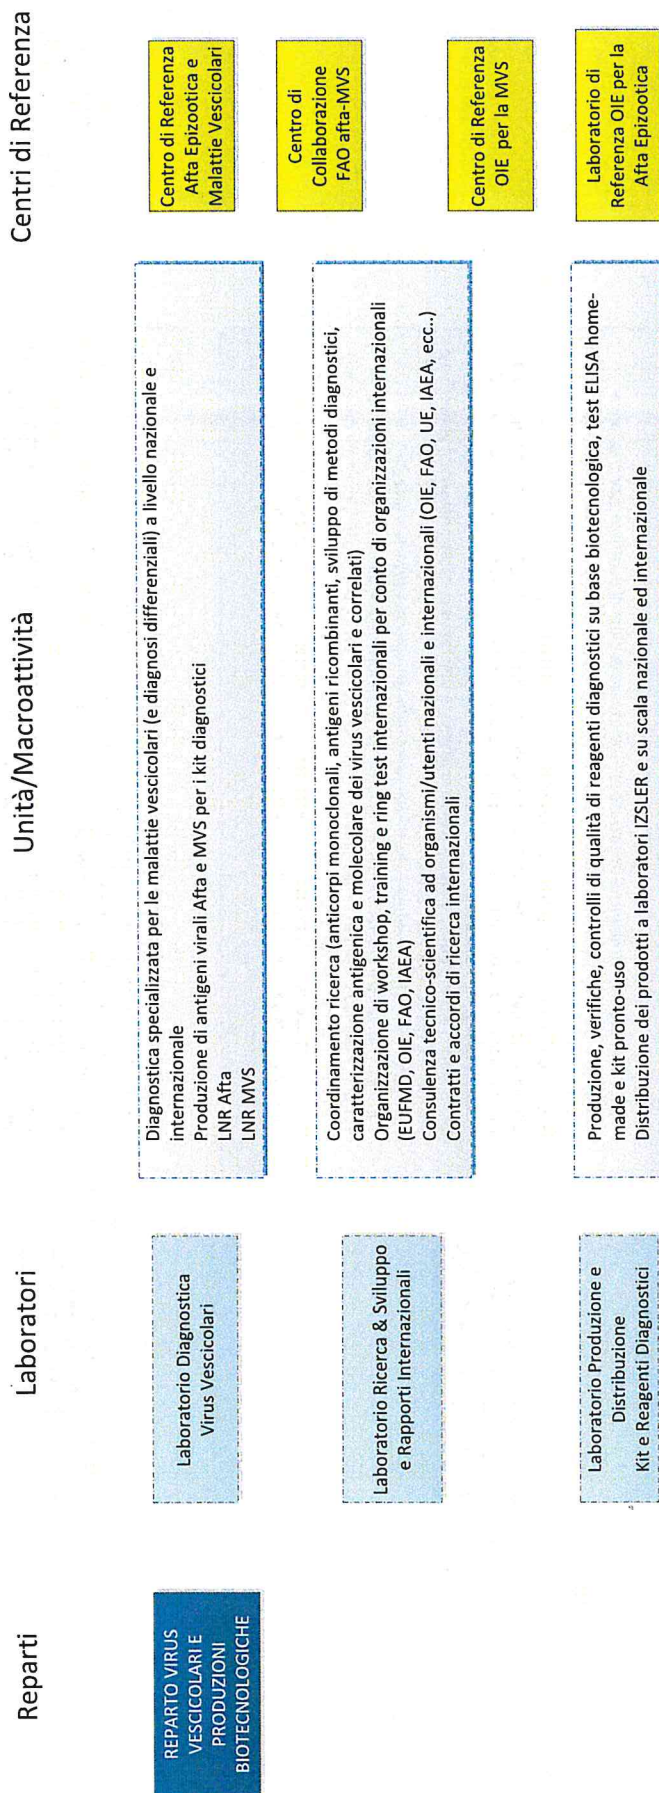 Reparti
Laboratori
Unità/Macroattività
Centri di Referenza
REPARTO VIRUS
VESCICOLARI E
PRODUZIONI
BIOTECNOLOGICHE
Laboratorio Diagnostica
Virus Vescicolari
Diagnostica specializzata per le malattie vescicolari (e diagnosi differenziali) a livello nazionale e
internazionale
Produzione di antigeni virali Afta e MVS per i kit diagnostici
LNR Afta
LNR MVS
Centro di Referenza
Afta Epizootica e
Malattie Vescicolari
Centro di
Collaborazione
FAO afta-MVS
Laboratorio Ricerca & Sviluppo
e Rapporti Internazionali
Coordinamento ricerca (anticorpi monoclonali, antigeni ricombinanti, sviluppo di metodi diagnostici,
caratterizzazione antigenica e molecolare dei virus vescicolari e correlati)
Organizzazione di workshop, training e ring test internazionali per conto di organizzazioni internazionali
(EUFMD, OIE, FAO, IAEA)
Consulenza tecnico-scientifica ad organismi/utenti nazionali e internazionali (OIE, FAO, UE, IAEA, ecc..)
Contratti e accordi di ricerca internazionali
Centro di Referenza
OIE per la MVS
Laboratorio Produzione e
Distribuzione
Kit e Reagenti Diagnostici
Produzione, verifiche, controlli di qualità di reagenti diagnostici su base biotecnologica, test ELISA home-
made e kit pronto-uso
Distribuzione dei prodotti a laboratori IZSLER e su scala nazionale ed internazionale
Laboratorio di
Referenza OIE per la
Afta Epizootica